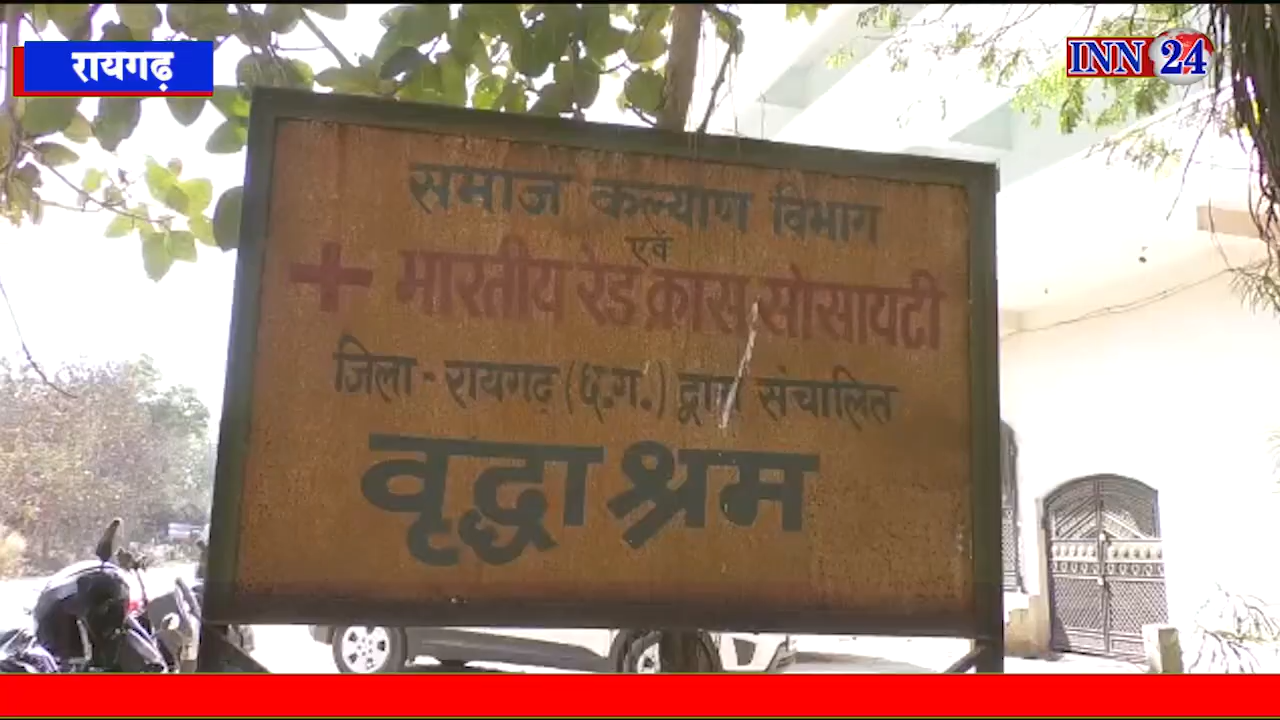 रायगढ़
INN 24
समाज कल्याण विभाग
एवं
+ भारतीय रेड क्रास सोसायटी
जिला - रायगढ़ (छ.ग.) द्वारा संचालित
वृद्धाश्रम